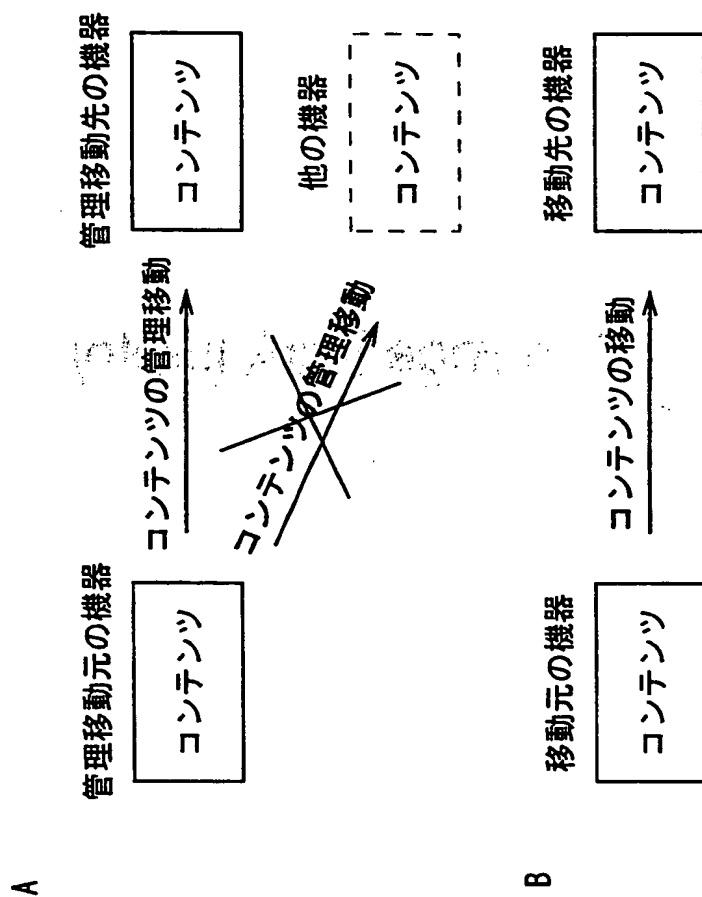 A
管理移動元の機器
コンテンツ
コンテンツの管理移動
管理移動先の機器
コンテンツ
コンテンツの管理移動
他の機器
コンテンツ
B
移動元の機器
コンテンツ
コンテンツの移動
移動先の機器
コンテンツ